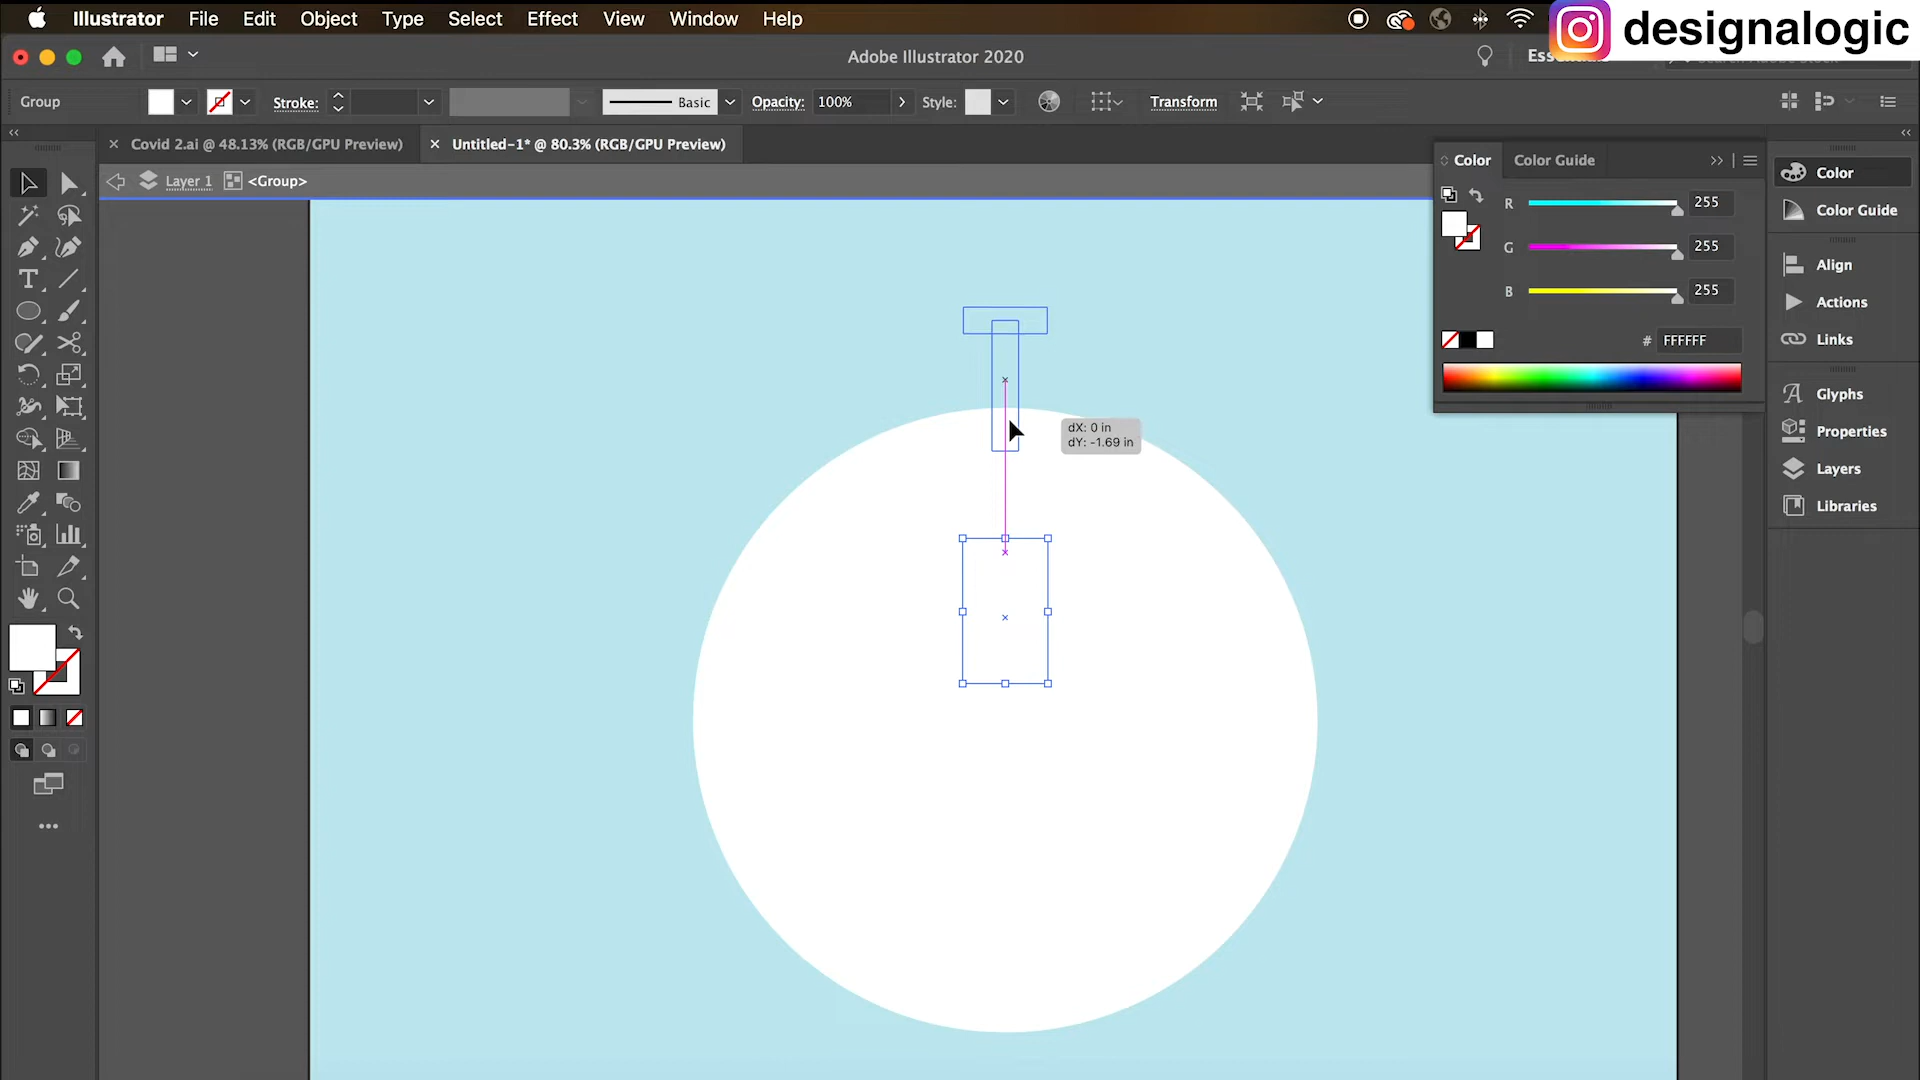 Illustrator File Edit Object Type Select Effect View Window Help
designalogic
Adobe Illustrator 2020
Group
Stroke:
Basic
Opacity: 100%
Style:
Transform
Covid 2.ai @ 48.13% (RGB/GPU Preview)
Untitled-1* @ 80.3% (RGB/GPU Preview)
Layer 1 <Group>
Color Color Guide
R 255
G 255
B 255
# FFFFFF
Color
Color Guide
Align
Actions
Links
Glyphs
Properties
Layers
Libraries
dX: 0 in
dY: -1.69 in